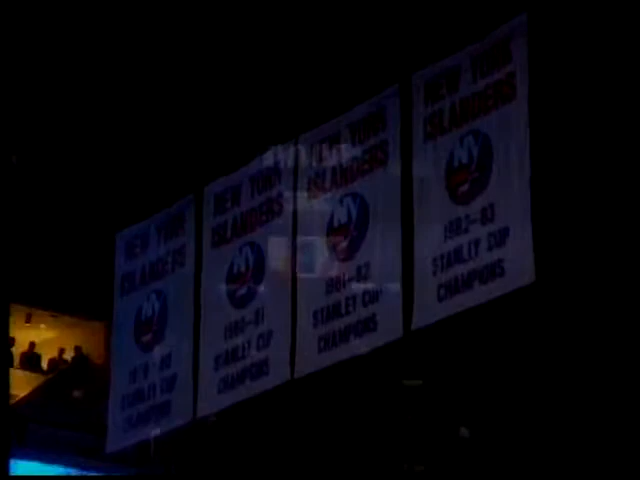 NEW YORK
ISLANDERS
NY
1979-80
STANLEY CUP
CHAMPIONS
NEW YORK
ISLANDERS
NY
1980-81
STANLEY CUP
CHAMPIONS
NEW YORK
ISLANDERS
NY
1981-82
STANLEY CUP
CHAMPIONS
NEW YORK
ISLANDERS
NY
1982-83
STANLEY CUP
CHAMPIONS